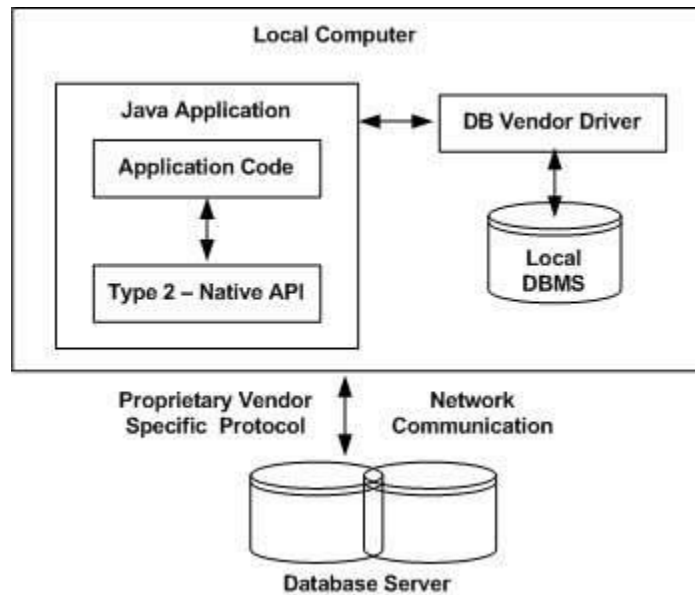 Local Computer
Java Application
Application Code
Type 2 – Native API
DB Vendor Driver
Local
DBMS
Proprietary Vendor
Specific Protocol
Network
Communication
Database Server